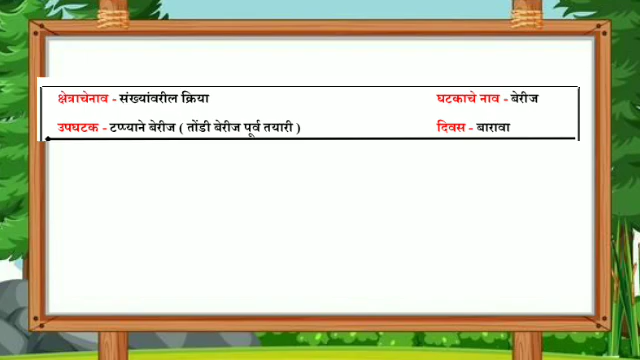 क्षेत्राचेनाव - संख्यांवरील क्रिया घटकाचे नाव - बेरीज
उपघटक - टप्प्याने बेरीज ( तोंडी बेरीज पूर्व तयारी ) दिवस - बारावा